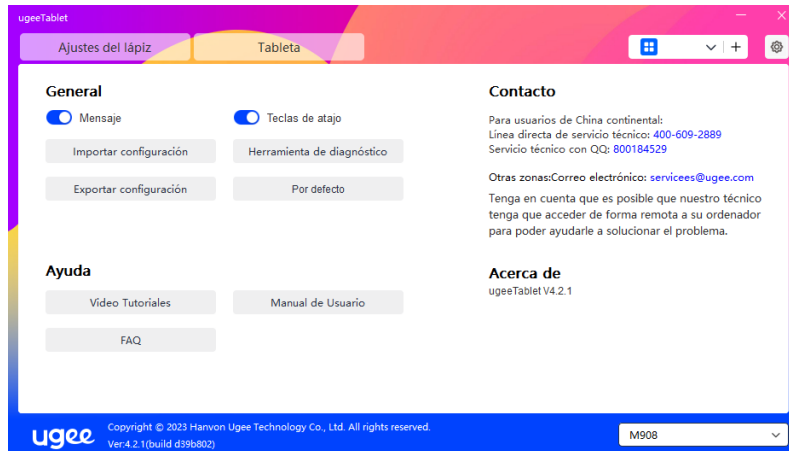 ugeeTablet
Ajustes del lápiz
Tableta
General
Mensaje
Teclas de atajo
Importar configuración
Herramienta de diagnóstico
Exportar configuración
Por defecto
Ayuda
Vídeo Tutoriales
Manual de Usuario
FAQ
Contacto
Para usuarios de China continental:
Línea directa de servicio técnico: 400-609-2889
Servicio técnico con QQ: 800184529
Otras zonas:Correo electrónico: servicees@ugee.com
Tenga en cuenta que es posible que nuestro técnico
tenga que acceder de forma remota a su ordenador
para poder ayudarle a solucionar el problema.
Acerca de
ugeeTablet V4.2.1
ugee
Copyright © 2023 Hanvon Ugee Technology Co., Ltd. All rights reserved.
Ver:4.2.1(build d39b802)
M908